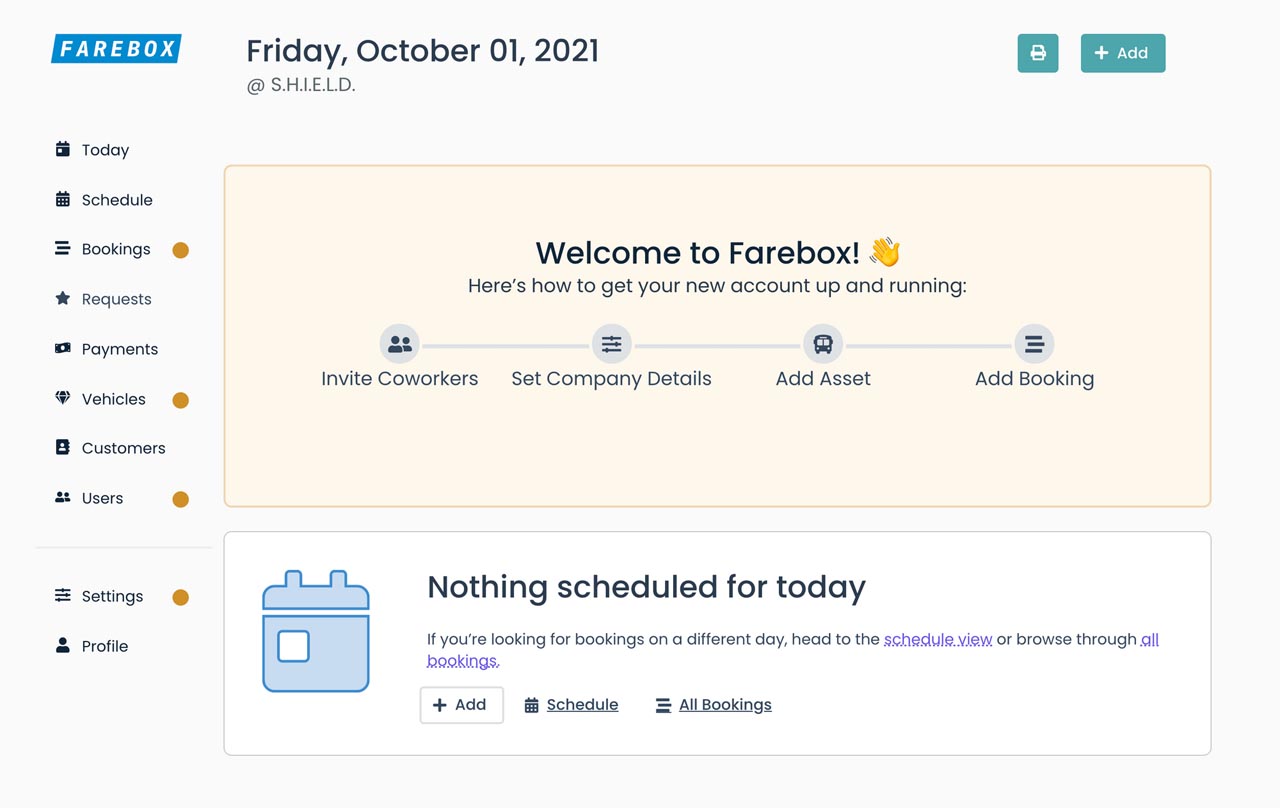 FAREBOX
Friday, October 01, 2021
@ S.H.I.E.L.D.
Add
Today
Schedule
Bookings
Requests
Payments
Vehicles
Customers
Users
Settings
Profile
Welcome to Farebox! 👋
Here’s how to get your new account up and running:
Invite Coworkers
Set Company Details
Add Asset
Add Booking
Nothing scheduled for today
If you’re looking for bookings on a different day, head to the schedule view or browse through all
bookings.
Add
Schedule
All Bookings